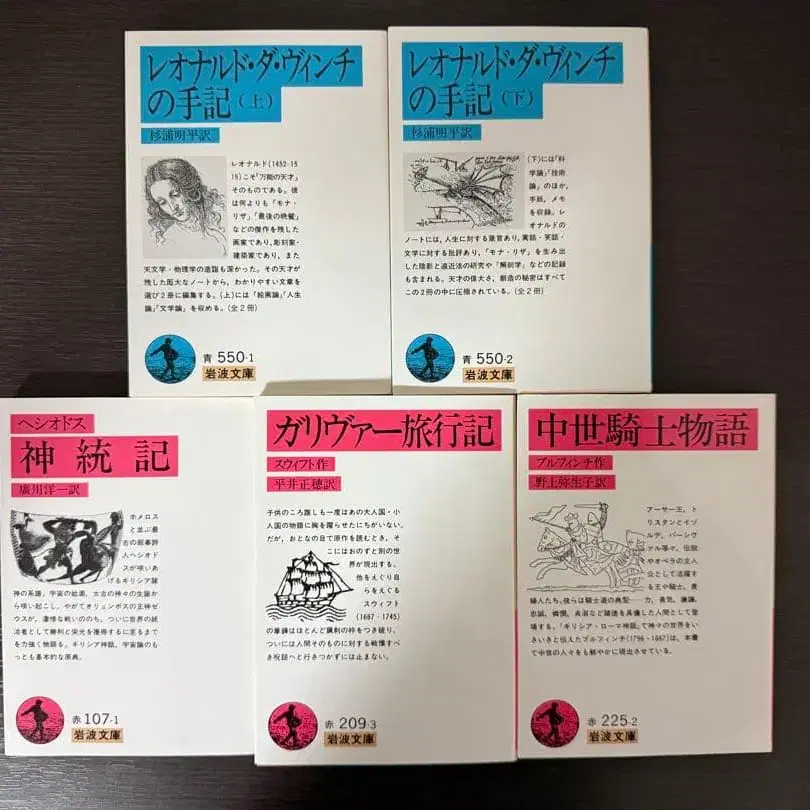 レオナルド・ダ・ヴィンチ
の手記(上)
杉浦明平訳
レオナルド(1452-15
19)こそ「万能の天才」
そのものである。彼
は何よりも「モナ・
リザ」「最後の晩餐」
などの傑作を残した
画家であり、彫刻家・
建築家であり、また
天文学・物理学の造詣も深かった。その天才が
残した厖大なノートから、わかりやすい文章を
選び2冊に編集する。(上)には「絵画論」「人生
論」「文学論」を収める。(全2冊)
青 550-1
岩波文庫
レオナルド・ダ・ヴィンチ
の手記(下)
杉浦明平訳
(下)には「科
学論」「技術
論」のほか、
手紙、メモ
を収録。レ
オナルドの
ノートには、人生に対する箴言あり、寓話・笑話・
文学に対する批評あり、「モナ・リザ」を生み出
した陰影と遠近法の研究や「解剖学」などの記録
も含まれる。天才の偉大さ、創造の秘密はすべて
この2冊の中に圧縮されている。(全2冊)
青 550-2
岩波文庫
ヘシオドス
神統記
廣川洋一訳
ホメロス
と並ぶ最
古の叙事詩
人ヘシオド
スが唄いあ
げるギリシア諸
神の系譜。宇宙の始源、太古の神々の生誕か
ら唄い起こし、やがてオリュンポスの主神ゼ
ウスが、凄惨な戦いののち、ついに世界の統
治者として勝利と栄光を獲得するに至るまで
を力強く物語る。ギリシア神話、宇宙論のも
っとも基本的な原典。
赤 107-1
岩波文庫
ガリヴァー旅行記
スウィフト作
平井正穂訳
子供のころ誰しも一度はあの大人国・小
人国の物語に胸を躍らせたにちがいない。
だが、おとなの目で原作を読むとき、そ
こにはおのずと別の世
界が現出する。
他をえぐり自
らをえぐる
スウィフト
(1667-1745)
の筆鋒はほとんど諷刺の枠をつき破り、
ついには人間そのものに対する戦慄すべ
き呪詛へと行きつかずには止まない。
赤 209-3
岩波文庫
中世騎士物語
ブルフィンチ作
野上弥生子訳
アーサー王、ト
リスタンとイゾ
ルデ、パーシヴ
ァル等々、伝説
やオペラの主人
公として活躍す
る王や騎士、貴
婦人たち。彼らは騎士道の典型
力、勇気、謙譲、
忠誠、憐憫、貞淑など諸徳を具備した人間として登
場する。「ギリシア・ローマ神話」で神々の世界をい
きいきと伝えたブルフィンチ(1796-1867)は、本書
で中世の人々をも鮮やかに現出させている。
赤 225-2
岩波文庫